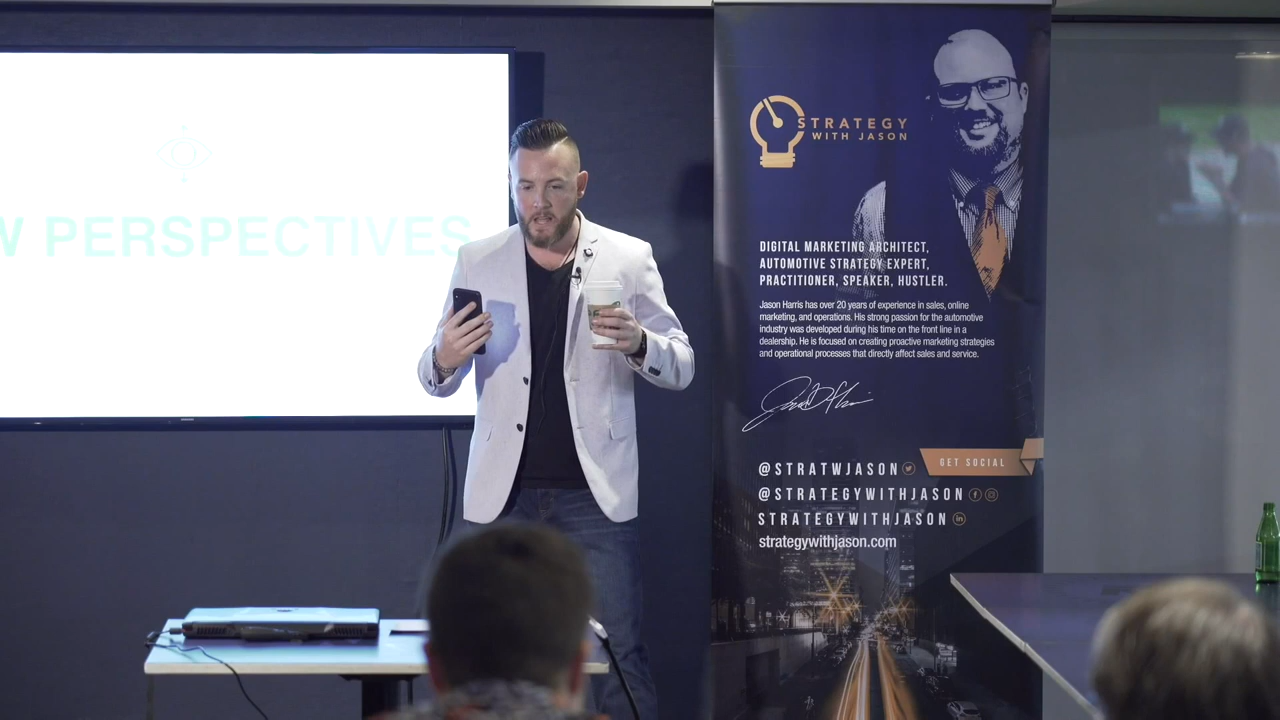 W PERSPECTIVES
STRATEGY
WITH JASON
DIGITAL MARKETING ARCHITECT,
AUTOMOTIVE STRATEGY EXPERT,
PRACTITIONER, SPEAKER, HUSTLER.
Jason Harris has over 20 years of experience in sales, online
marketing, and operations. His strong passion for the automotive
industry was developed during his time on the front line in a
dealership. He is focused on creating proactive marketing strategies
and operational processes that directly affect sales and service.
GET SOCIAL
@STRATWJASON
@STRATEGYWITHJASON
STRATEGYWITHJASON
strategywithjason.com